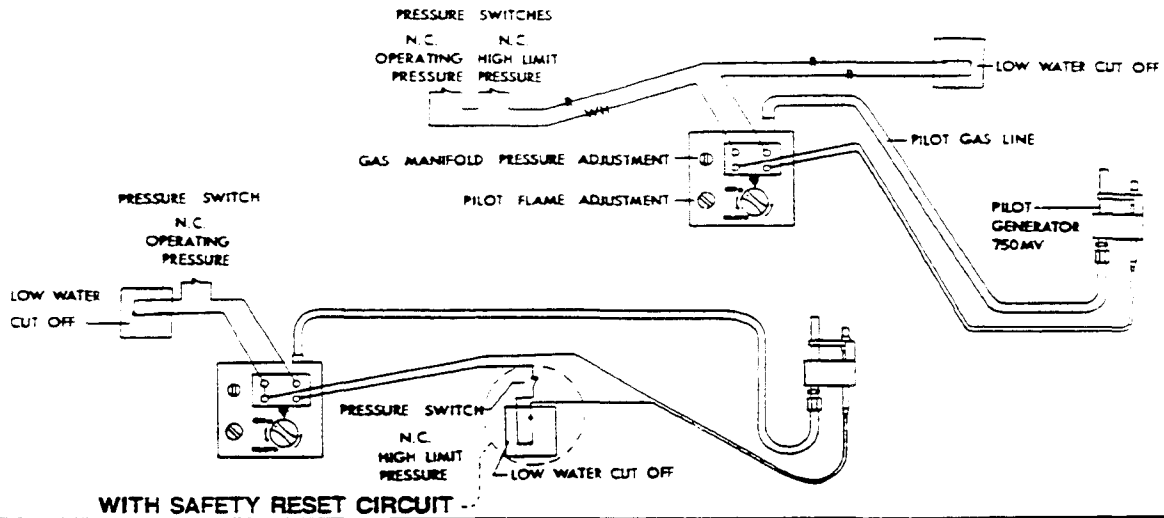 PRESSURE SWITCHES
N.C. N.C.
OPERATING HIGH LIMIT
PRESSURE PRESSURE
B
WH
B
B
LOW WATER CUT OFF
GAS MANIFOLD PRESSURE ADJUSTMENT
PILOT GAS LINE
PILOT FLAME ADJUSTMENT
PILOT
GENERATOR
750MV
PRESSURE SWITCH
N.C.
OPERATING
PRESSURE
LOW WATER
CUT OFF
PRESSURE SWITCH
N.C.
HIGH LIMIT
PRESSURE
LOW WATER CUT OFF
WITH SAFETY RESET CIRCUIT